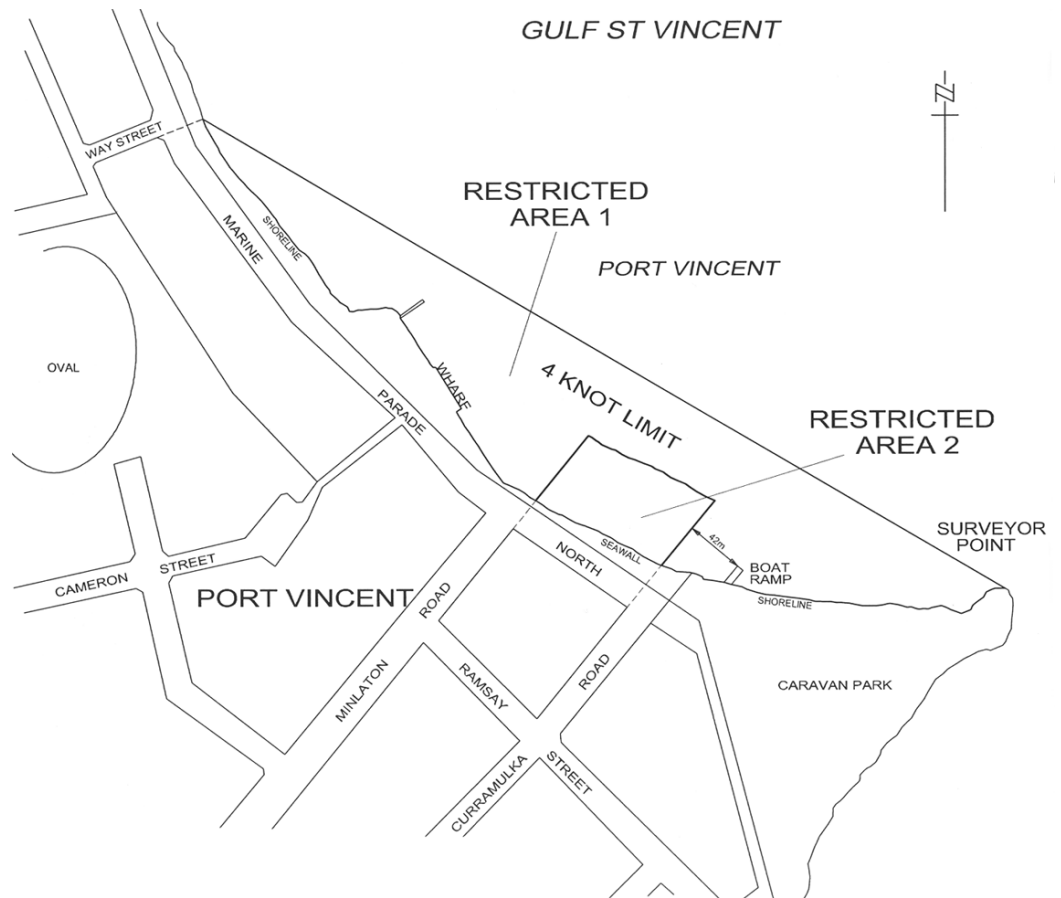 GULF ST VINCENT
N
WAY STREET
RESTRICTED
AREA 1
MARINE
SHORELINE
PORT VINCENT
OVAL
WHARF
4 KNOT LIMIT
PARADE
RESTRICTED
AREA 2
SURVEYOR
POINT
42m
SEAWALL
BOAT
RAMP
NORTH
SHORELINE
CAMERON
STREET
PORT VINCENT
ROAD
MINLATON
RAMSAY
ROAD
CARAVAN PARK
STREET
CURRAMULKA